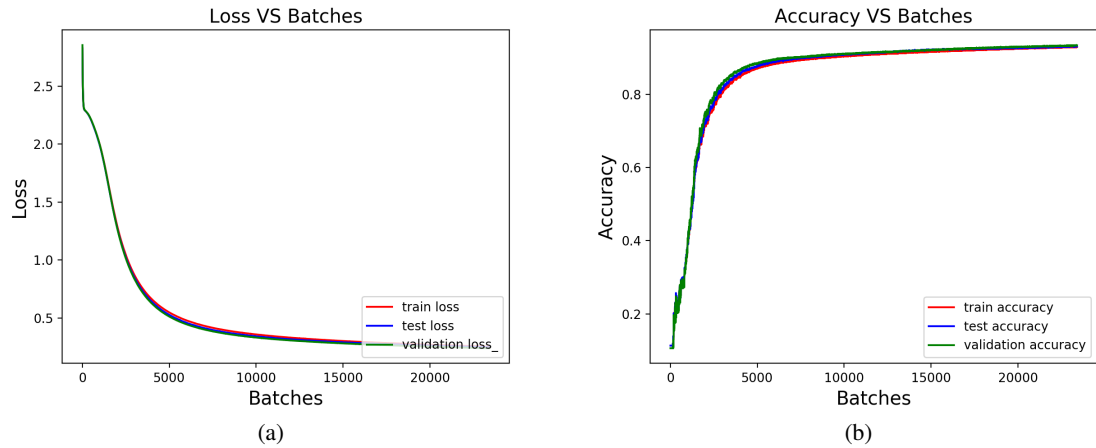 Loss VS Batches
Loss
2.5
2.0
1.5
1.0
0.5
train loss
test loss
validation loss_
0 5000 10000 15000 20000
Batches
(a)
Accuracy VS Batches
Accuracy
0.8
0.6
0.4
0.2
train accuracy
test accuracy
validation accuracy
0 5000 10000 15000 20000
Batches
(b)